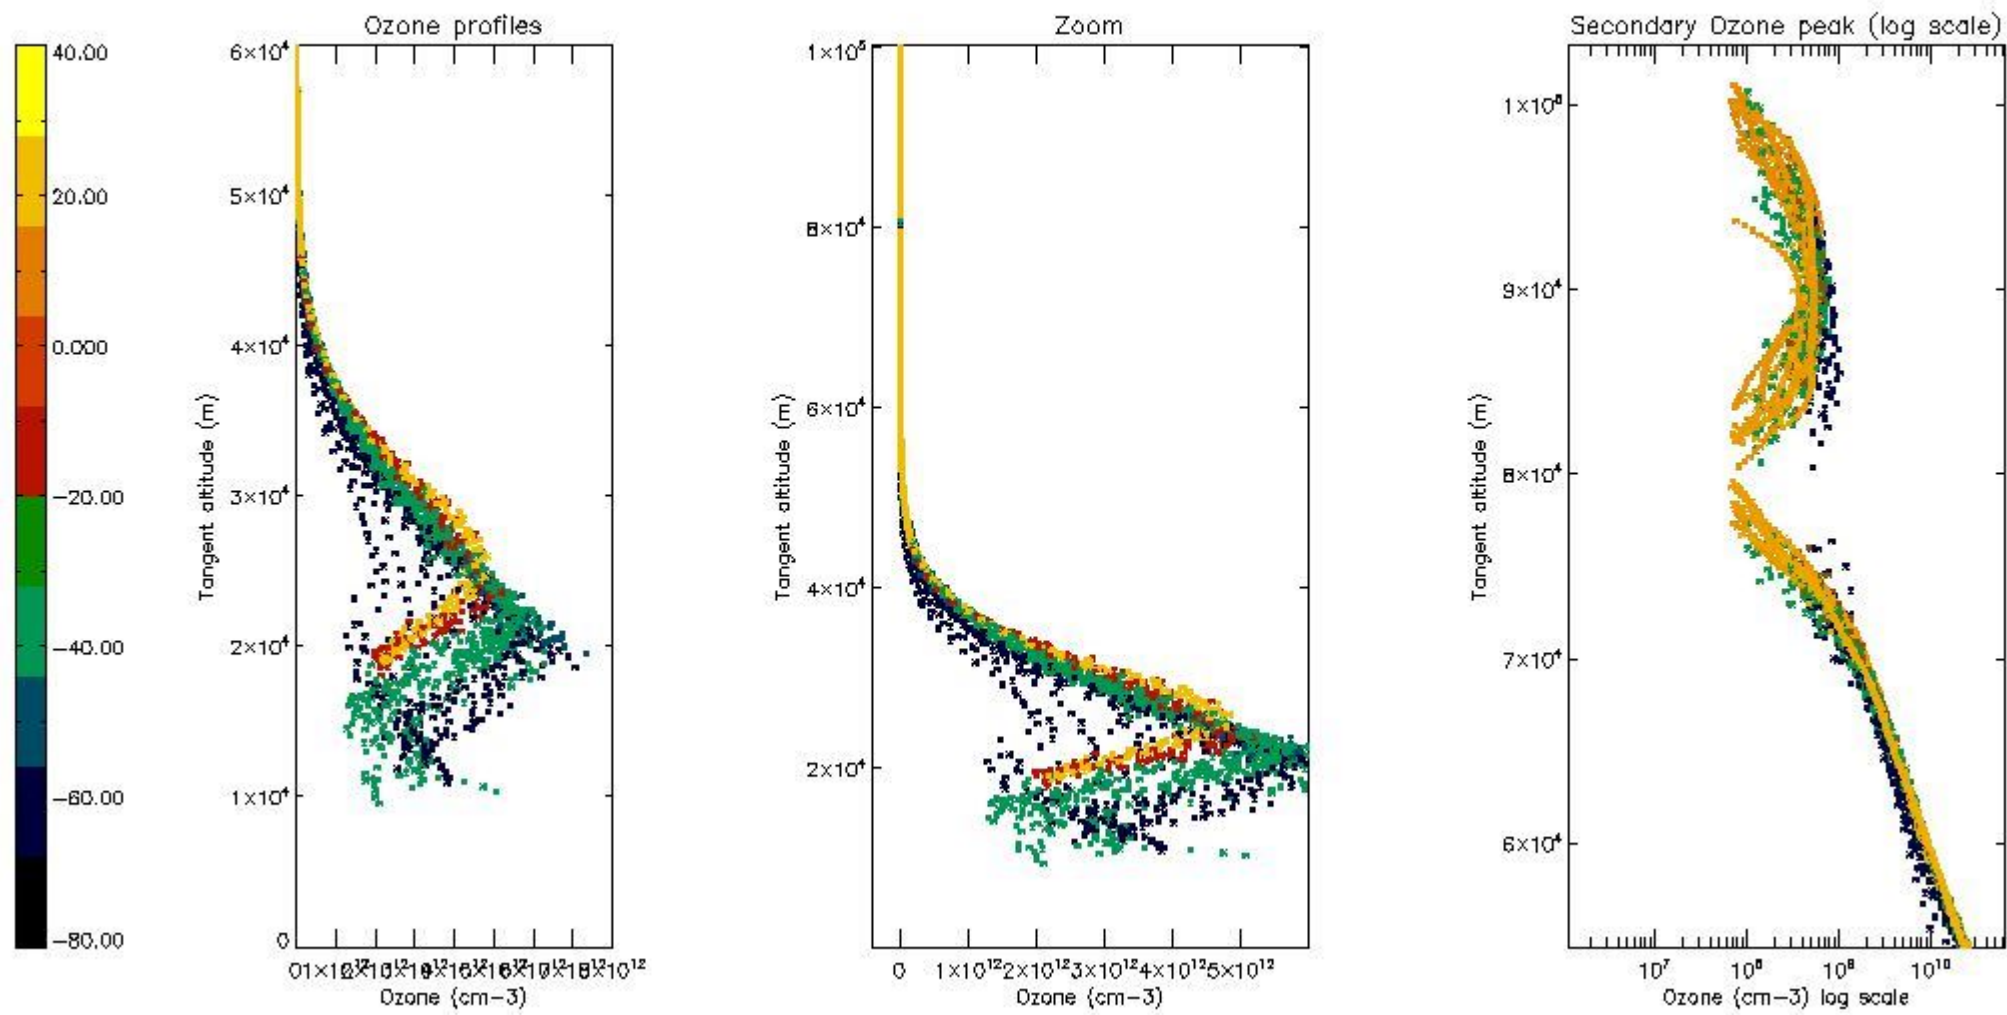 Ozone profiles
Zoom
Secondary Ozone peak (log scale)
40.00
20.00
0.000
-20.00
-40.00
-60.00
-80.00
6×10⁴
5×10⁴
4×10⁴
3×10⁴
2×10⁴
1×10⁴
0
Tangent altitude (m)
Ozone (cm-3)
1×10⁵
8×10⁴
6×10⁴
4×10⁴
2×10⁴
Tangent altitude (m)
0 1×10¹² 2×10¹² 3×10¹² 4×10¹² 5×10¹²
Ozone (cm-3)
9×10⁴
8×10⁴
7×10⁴
6×10⁴
Tangent altitude (m)
10⁷ 10⁸ 10⁹ 10¹⁰
Ozone (cm-3) log scale